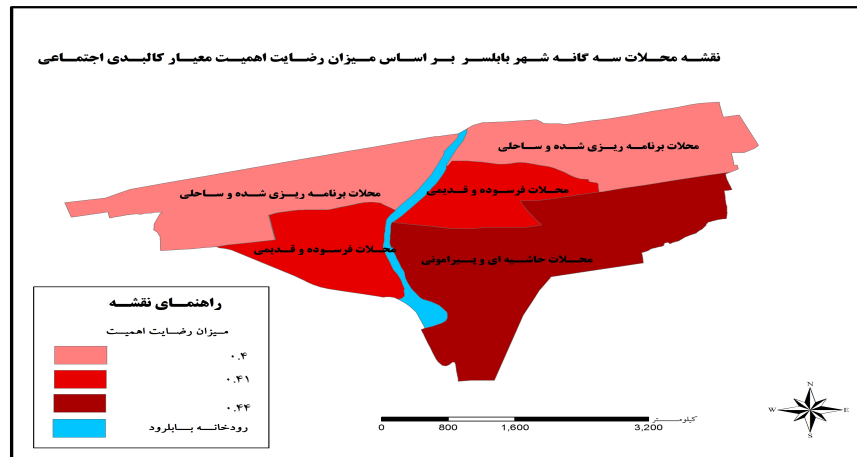 نقشه محلات سه گانه شهر بابلسر بر اساس میزان رضایت اهمیت معیار کالبدی اجتماعی
محلات برنامه ریزی شده و ساحلی
محلات برنامه ریزی شده و ساحلی
محلات فرسوده و قدیمی
محلات فرسوده و قدیمی
محلات حاشیه ای و پیرامونی
راهنمای نقشه
میزان رضایت اهمیت
۰.۴
۰.۴۱
۰.۴۴
رودخانه بابلرود
کیلومتر
0 800 1,600 3,200
N
W E
S